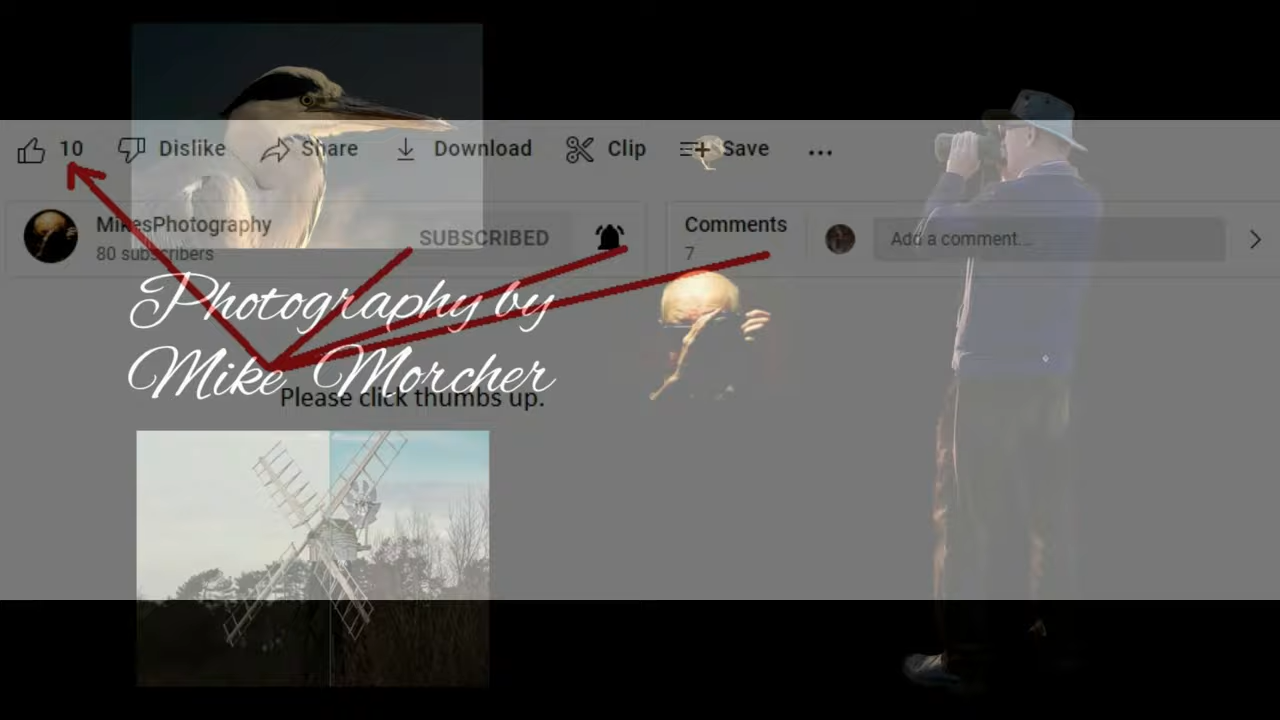 10 Dislike Share Download Clip Save ...
MikesPhotography
80 subscribers
SUBSCRIBED
Comments
7
Add a comment...
Photography by
Mike Morcher
Please click thumbs up.